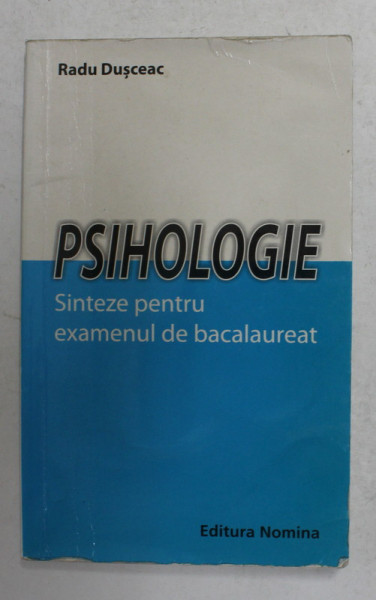 Radu Dușceac
PSIHOLOGIE
Sinteze pentru
examenul de bacalaureat
Editura Nomina